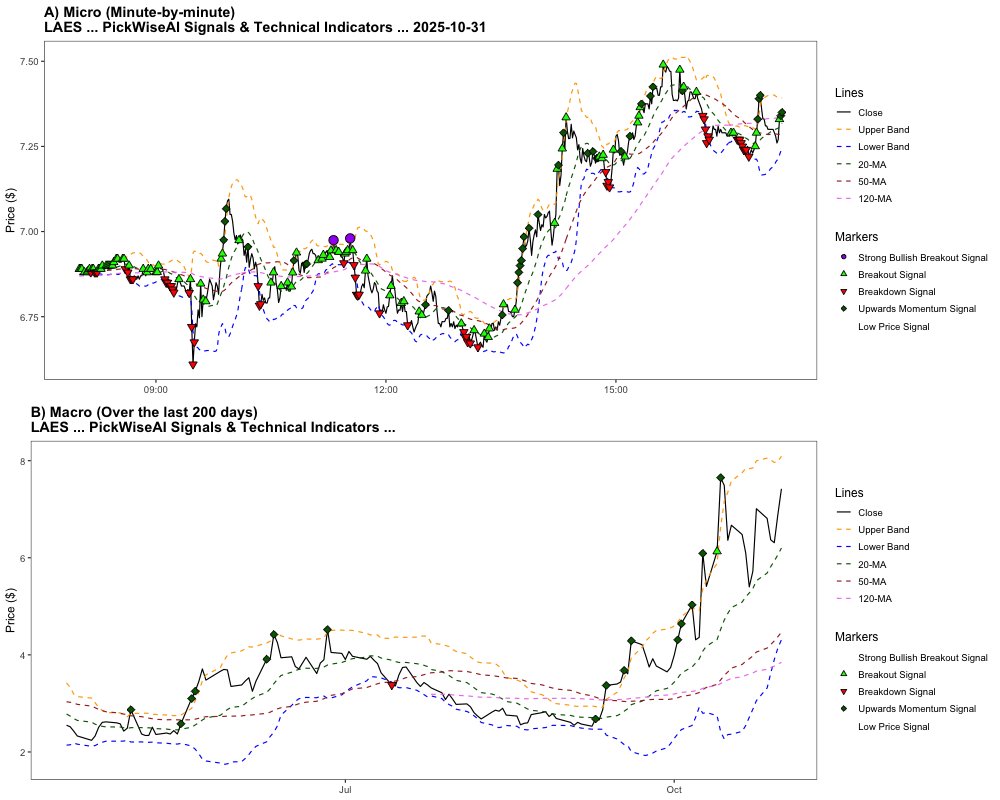 A) Micro (Minute-by-minute)
LAES ... PickWiseAI Signals & Technical Indicators ... 2025-10-31
Price ($)
7.50
7.25
7.00
6.75
09:00
12:00
15:00
Lines
Close
Upper Band
Lower Band
20-MA
50-MA
120-MA
Markers
Strong Bullish Breakout Signal
Breakout Signal
Breakdown Signal
Upwards Momentum Signal
Low Price Signal
B) Macro (Over the last 200 days)
LAES ... PickWiseAI Signals & Technical Indicators ...
Price ($)
8
6
4
2
Jul
Oct
Lines
Close
Upper Band
Lower Band
20-MA
50-MA
120-MA
Markers
Strong Bullish Breakout Signal
Breakout Signal
Breakdown Signal
Upwards Momentum Signal
Low Price Signal